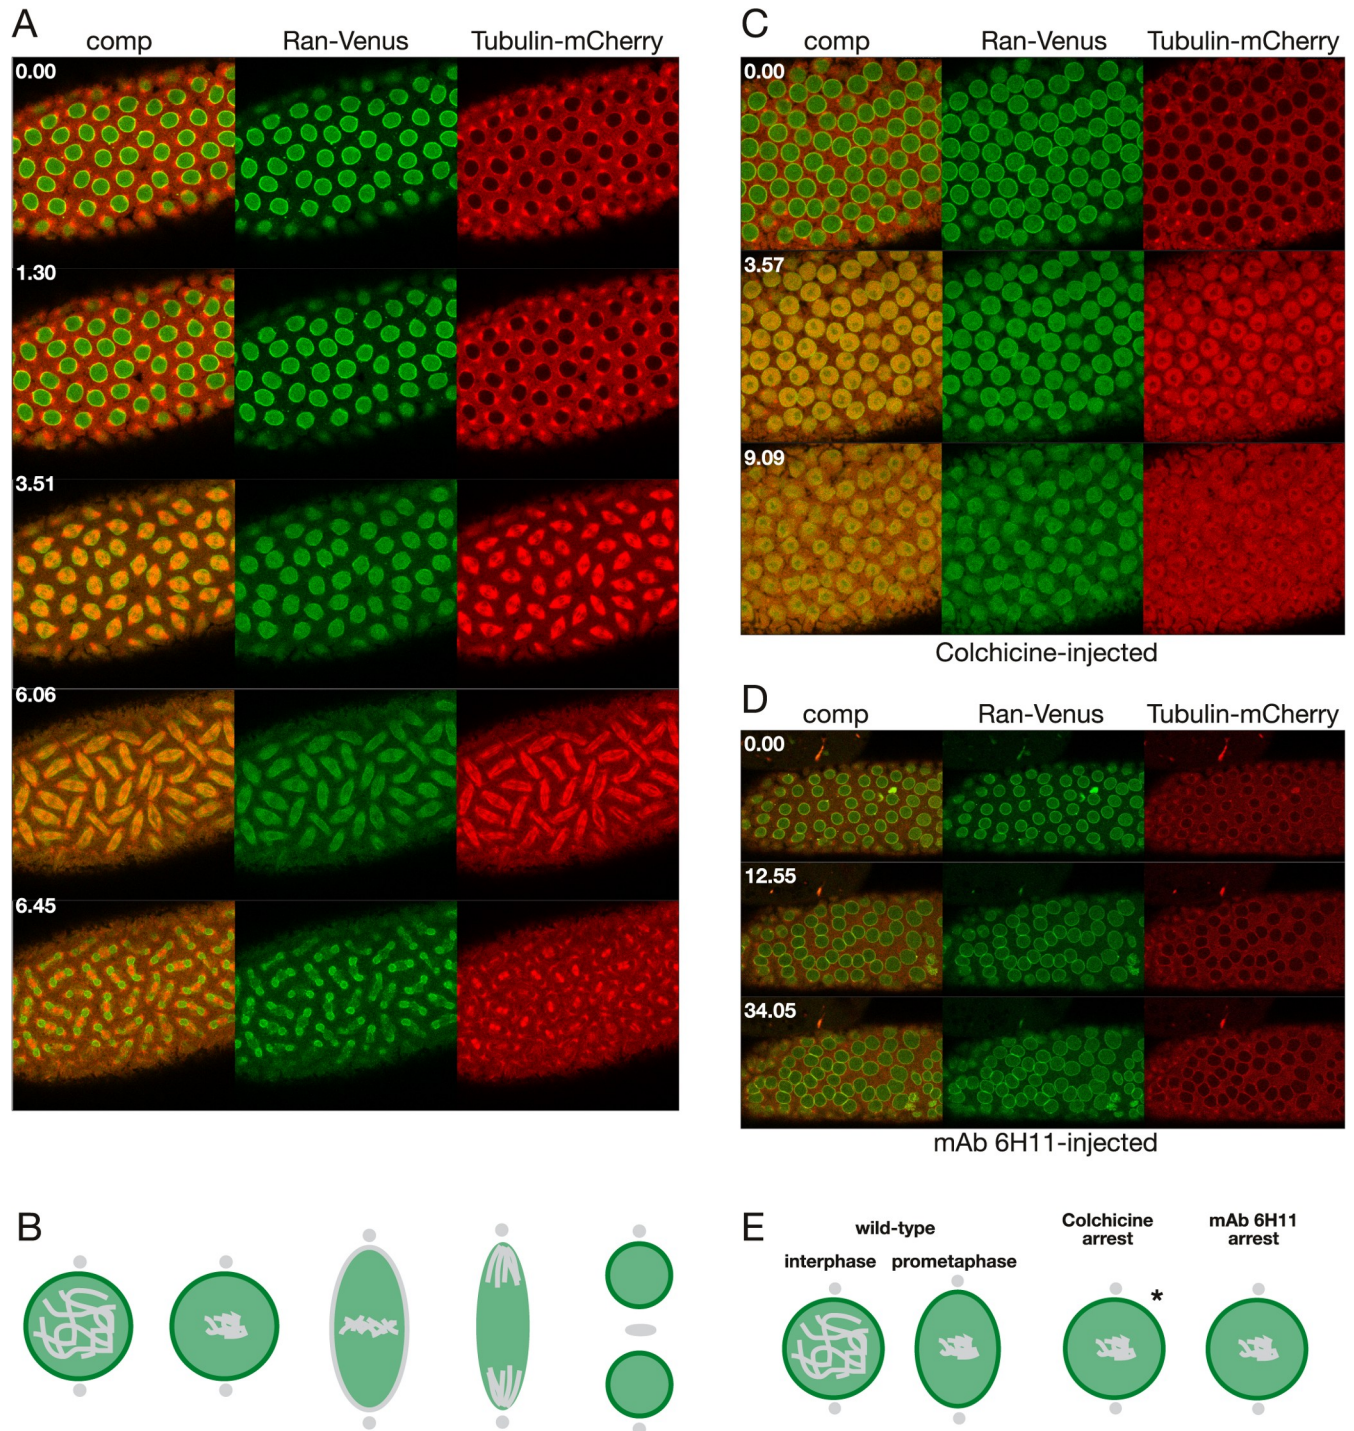 A
comp Ran-Venus Tubulin-mCherry
0.00
1.30
3.51
6.06
6.45
B
C
comp Ran-Venus Tubulin-mCherry
0.00
3.57
9.09
Colchicine-injected
D
comp Ran-Venus Tubulin-mCherry
0.00
12.55
34.05
mAb 6H11-injected
E
wild-type
interphase prometaphase
Colchicine
arrest
*
mAb 6H11
arrest